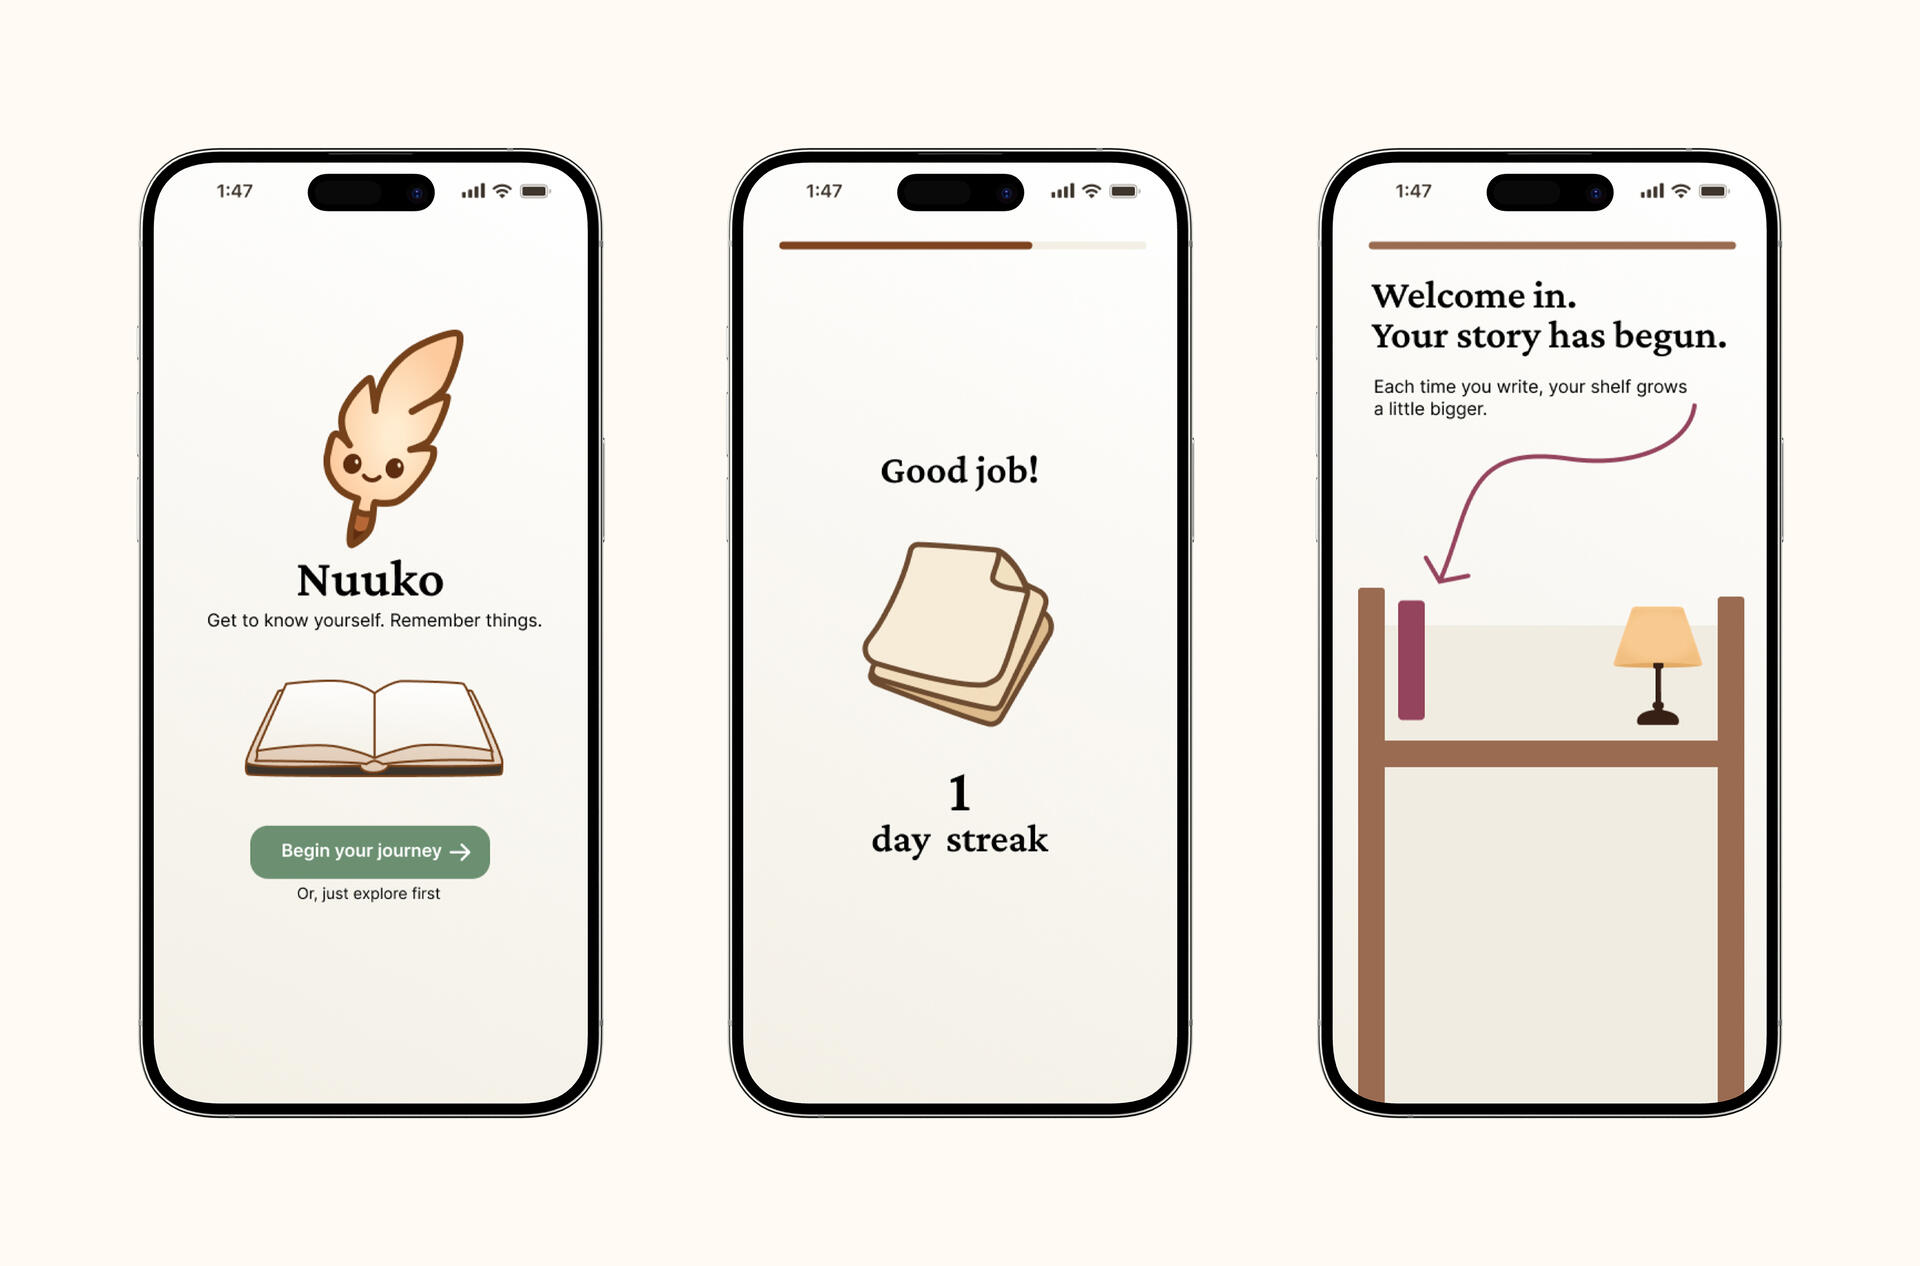 1:47
Nuuko
Get to know yourself. Remember things.
Begin your journey
Or, just explore first
1:47
Good job!
1
day streak
1:47
Welcome in.
Your story has begun.
Each time you write, your shelf grows
a little bigger.